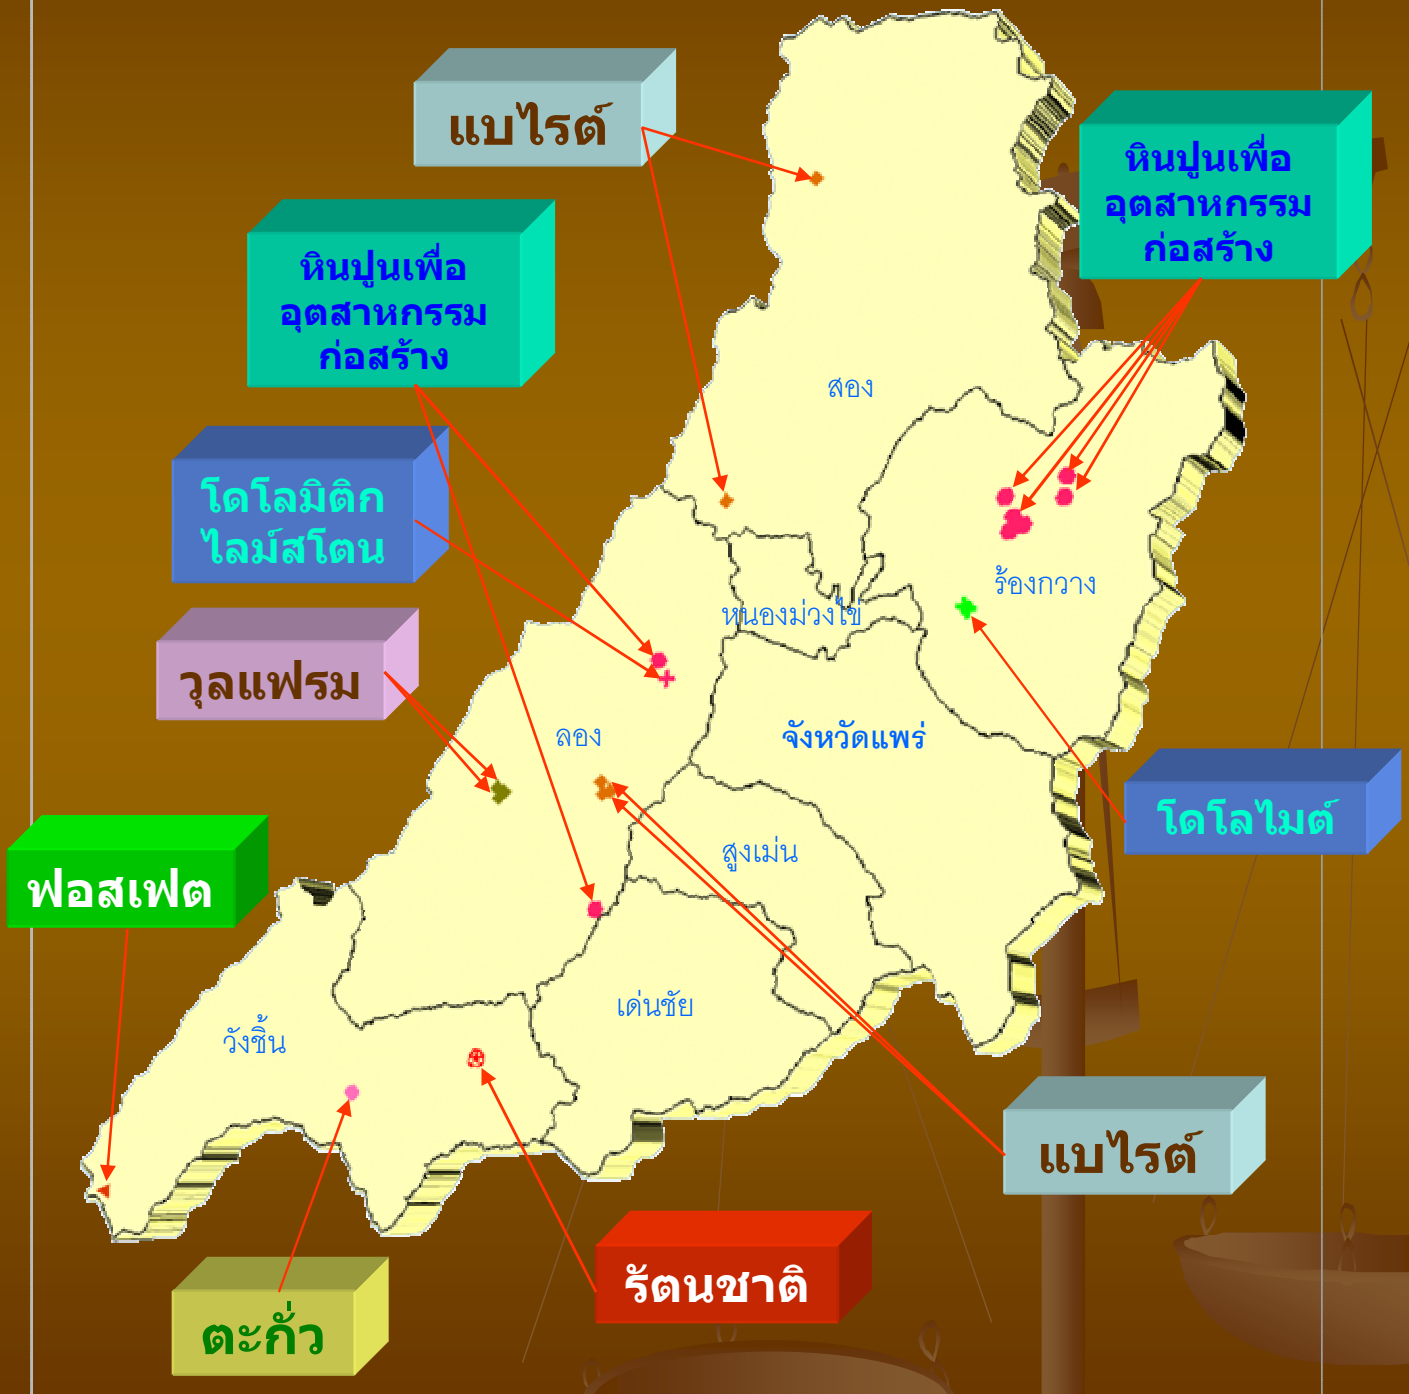 แบไรต์
หินปูนเพื่อ
อุตสาหกรรม
ก่อสร้าง
หินปูนเพื่อ
อุตสาหกรรม
ก่อสร้าง
สอง
โดโลมิติก
ไลม์สโตน
ร้องกวาง
หนองม่วงไข่
วุลแฟรม
ลอง
จังหวัดแพร่
โดโลไมต์
สูงเม่น
ฟอสเฟต
เด่นชัย
วังชิ้น
แบไรต์
รัตนชาติ
ตะกั่ว